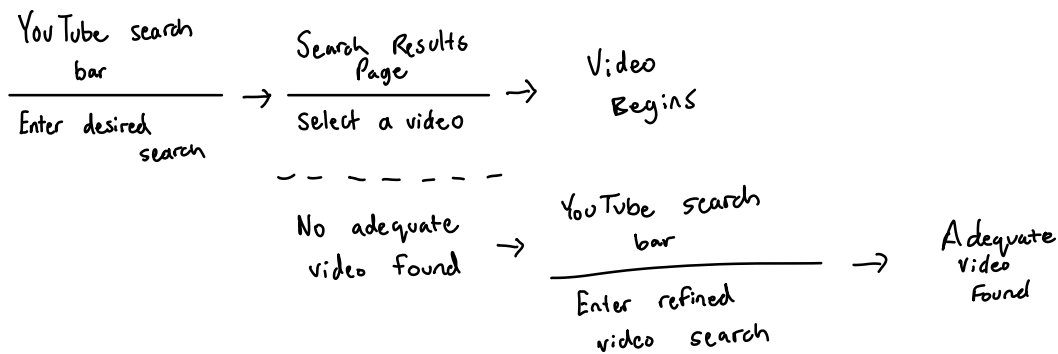 YouTube search
bar
Enter desired
search
Search Results
Page
Select a video
Video
Begins
No adequate
video found
YouTube search
bar
Enter refined
video search
Adequate
video
Found